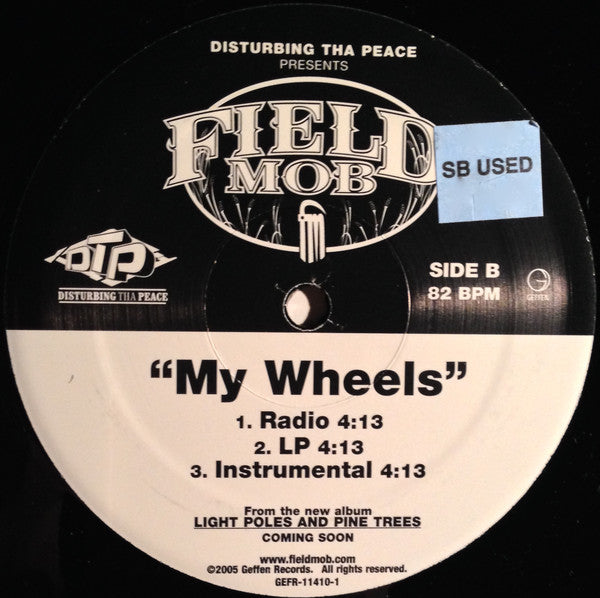 DISTURBING THA PEACE
PRESENTS
FIELD
MOB
SB USED
DTP
DISTURBING THA PEACE
SIDE B
82 BPM
G
GEFFEN
“My Wheels”
1. Radio 4:13
2. LP 4:13
3. Instrumental 4:13
From the new album
LIGHT POLES AND PINE TREES
COMING SOON
www.fieldmob.com
©2005 Geffen Records. All rights reserved.
GEFR-11410-1